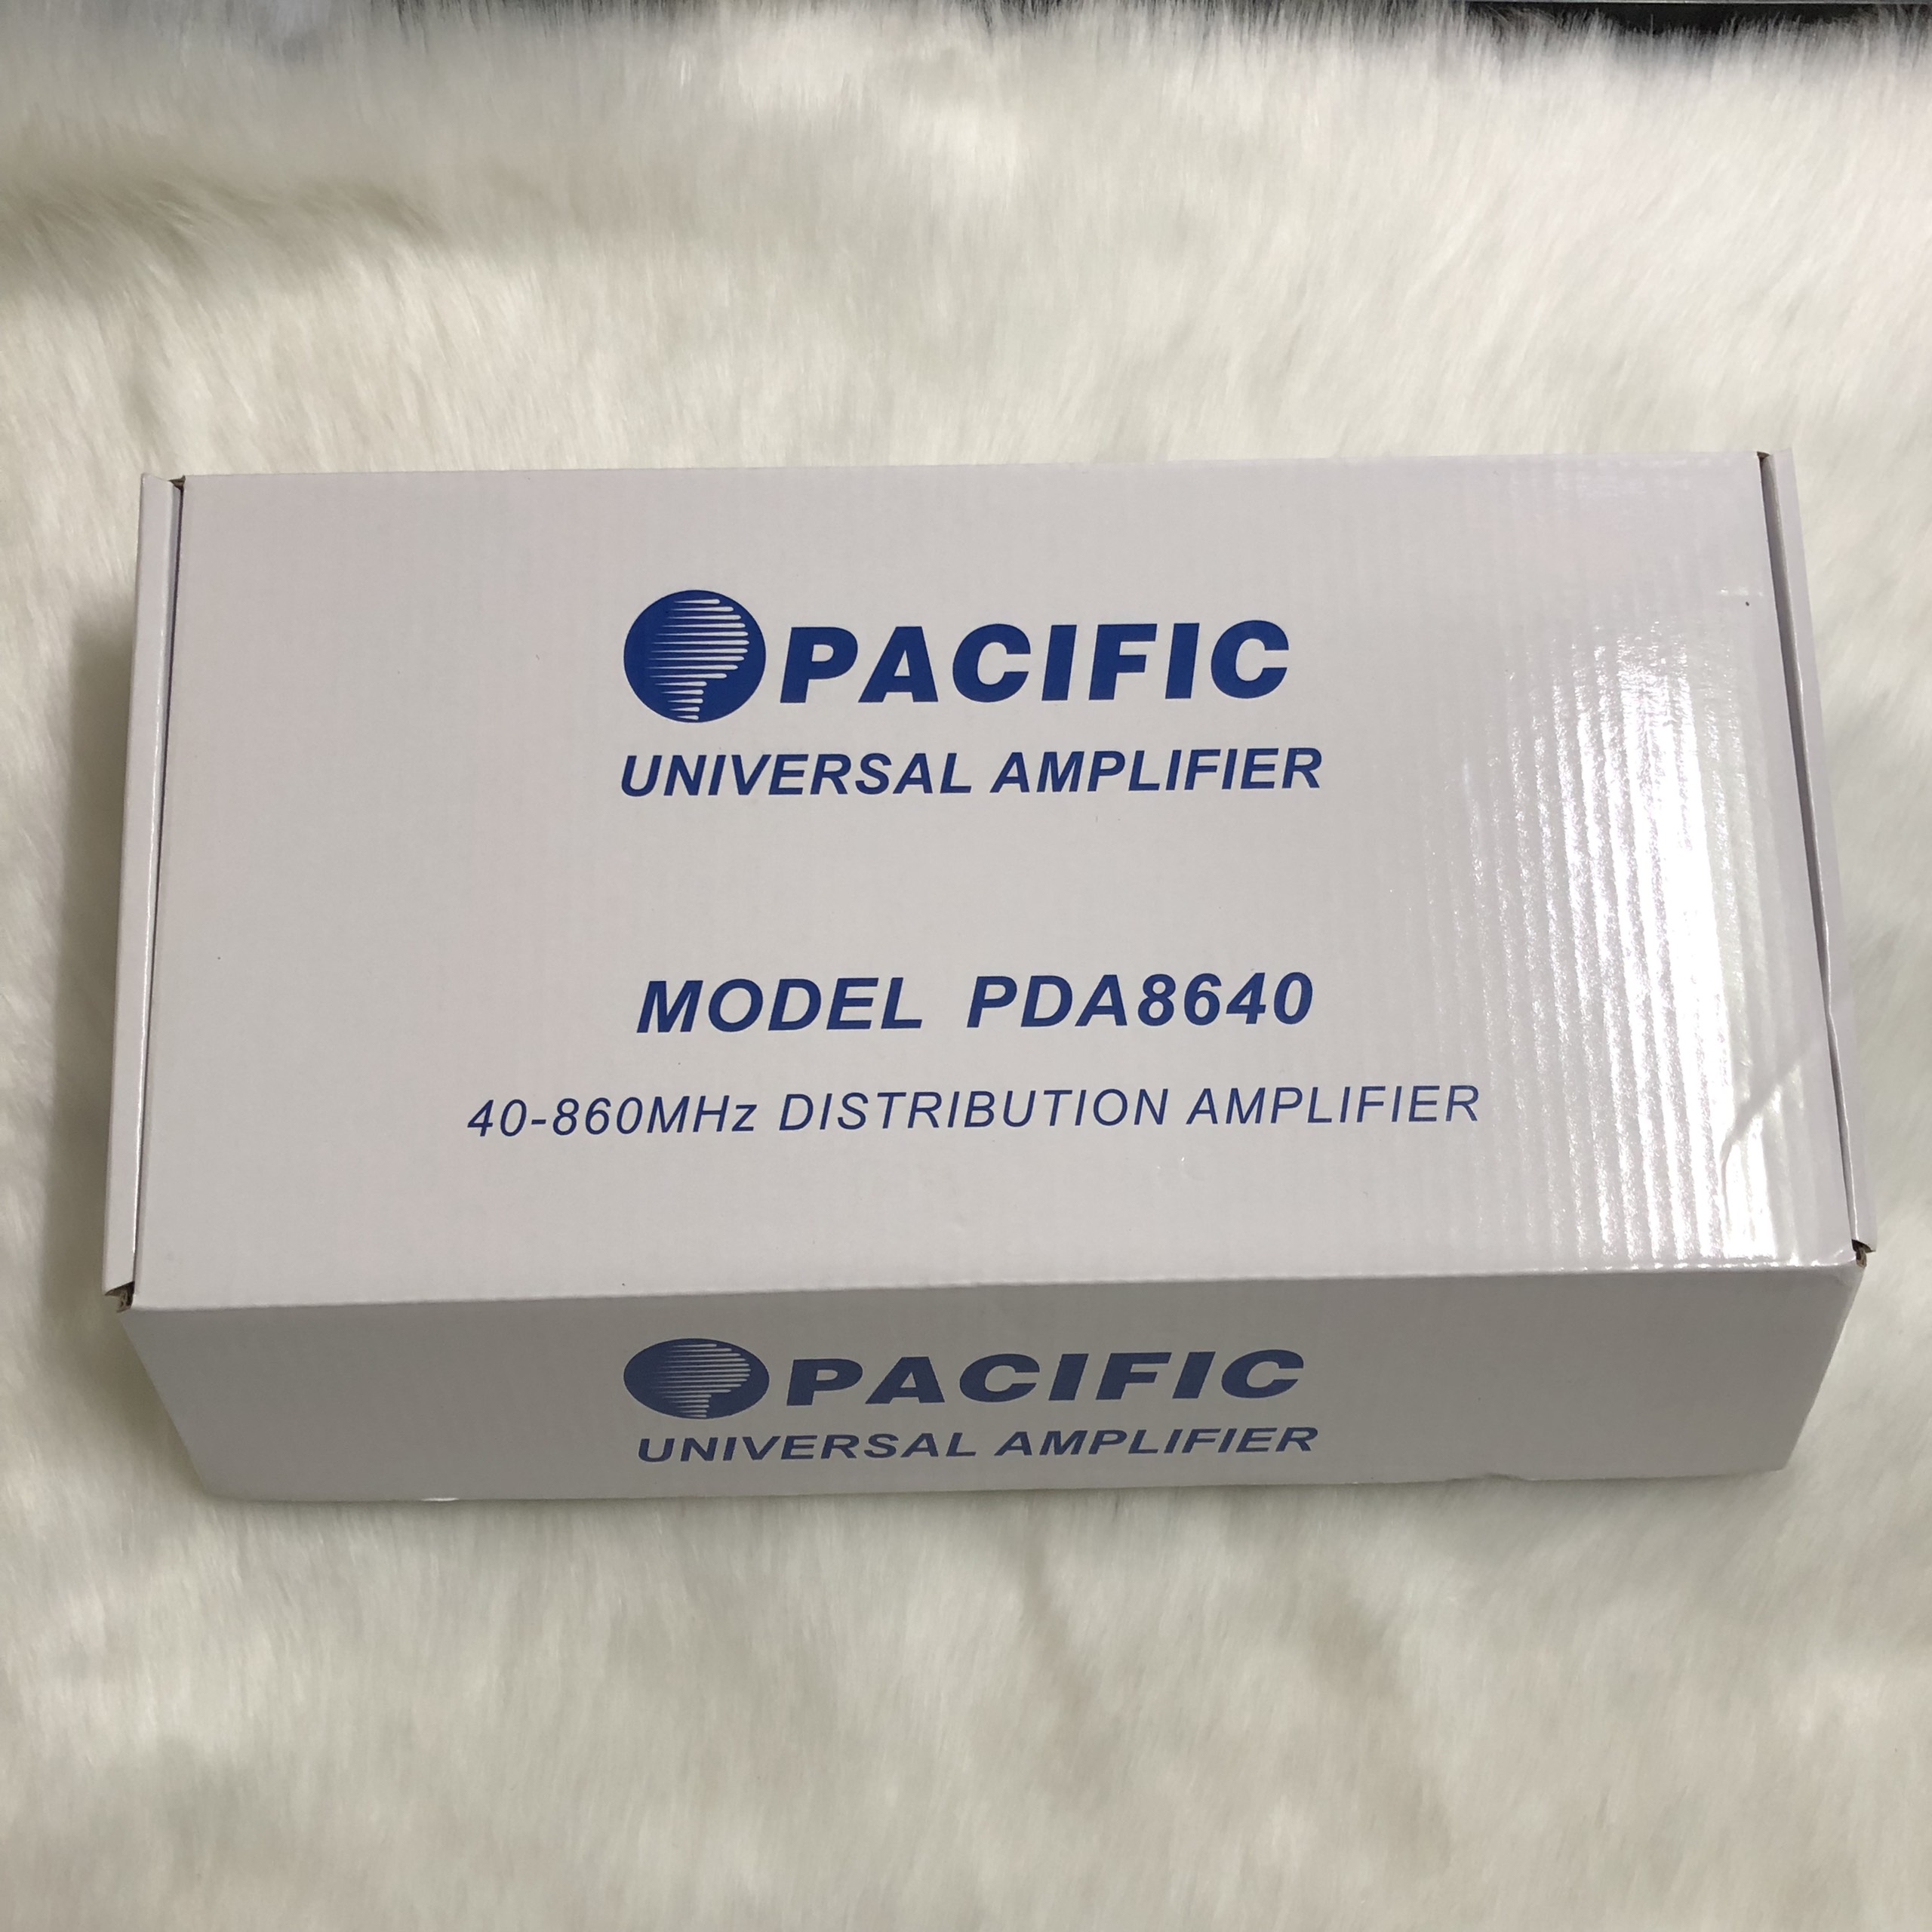 PACIFIC
UNIVERSAL AMPLIFIER
MODEL PDA8640
40-860MHz DISTRIBUTION AMPLIFIER
PACIFIC
UNIVERSAL AMPLIFIER